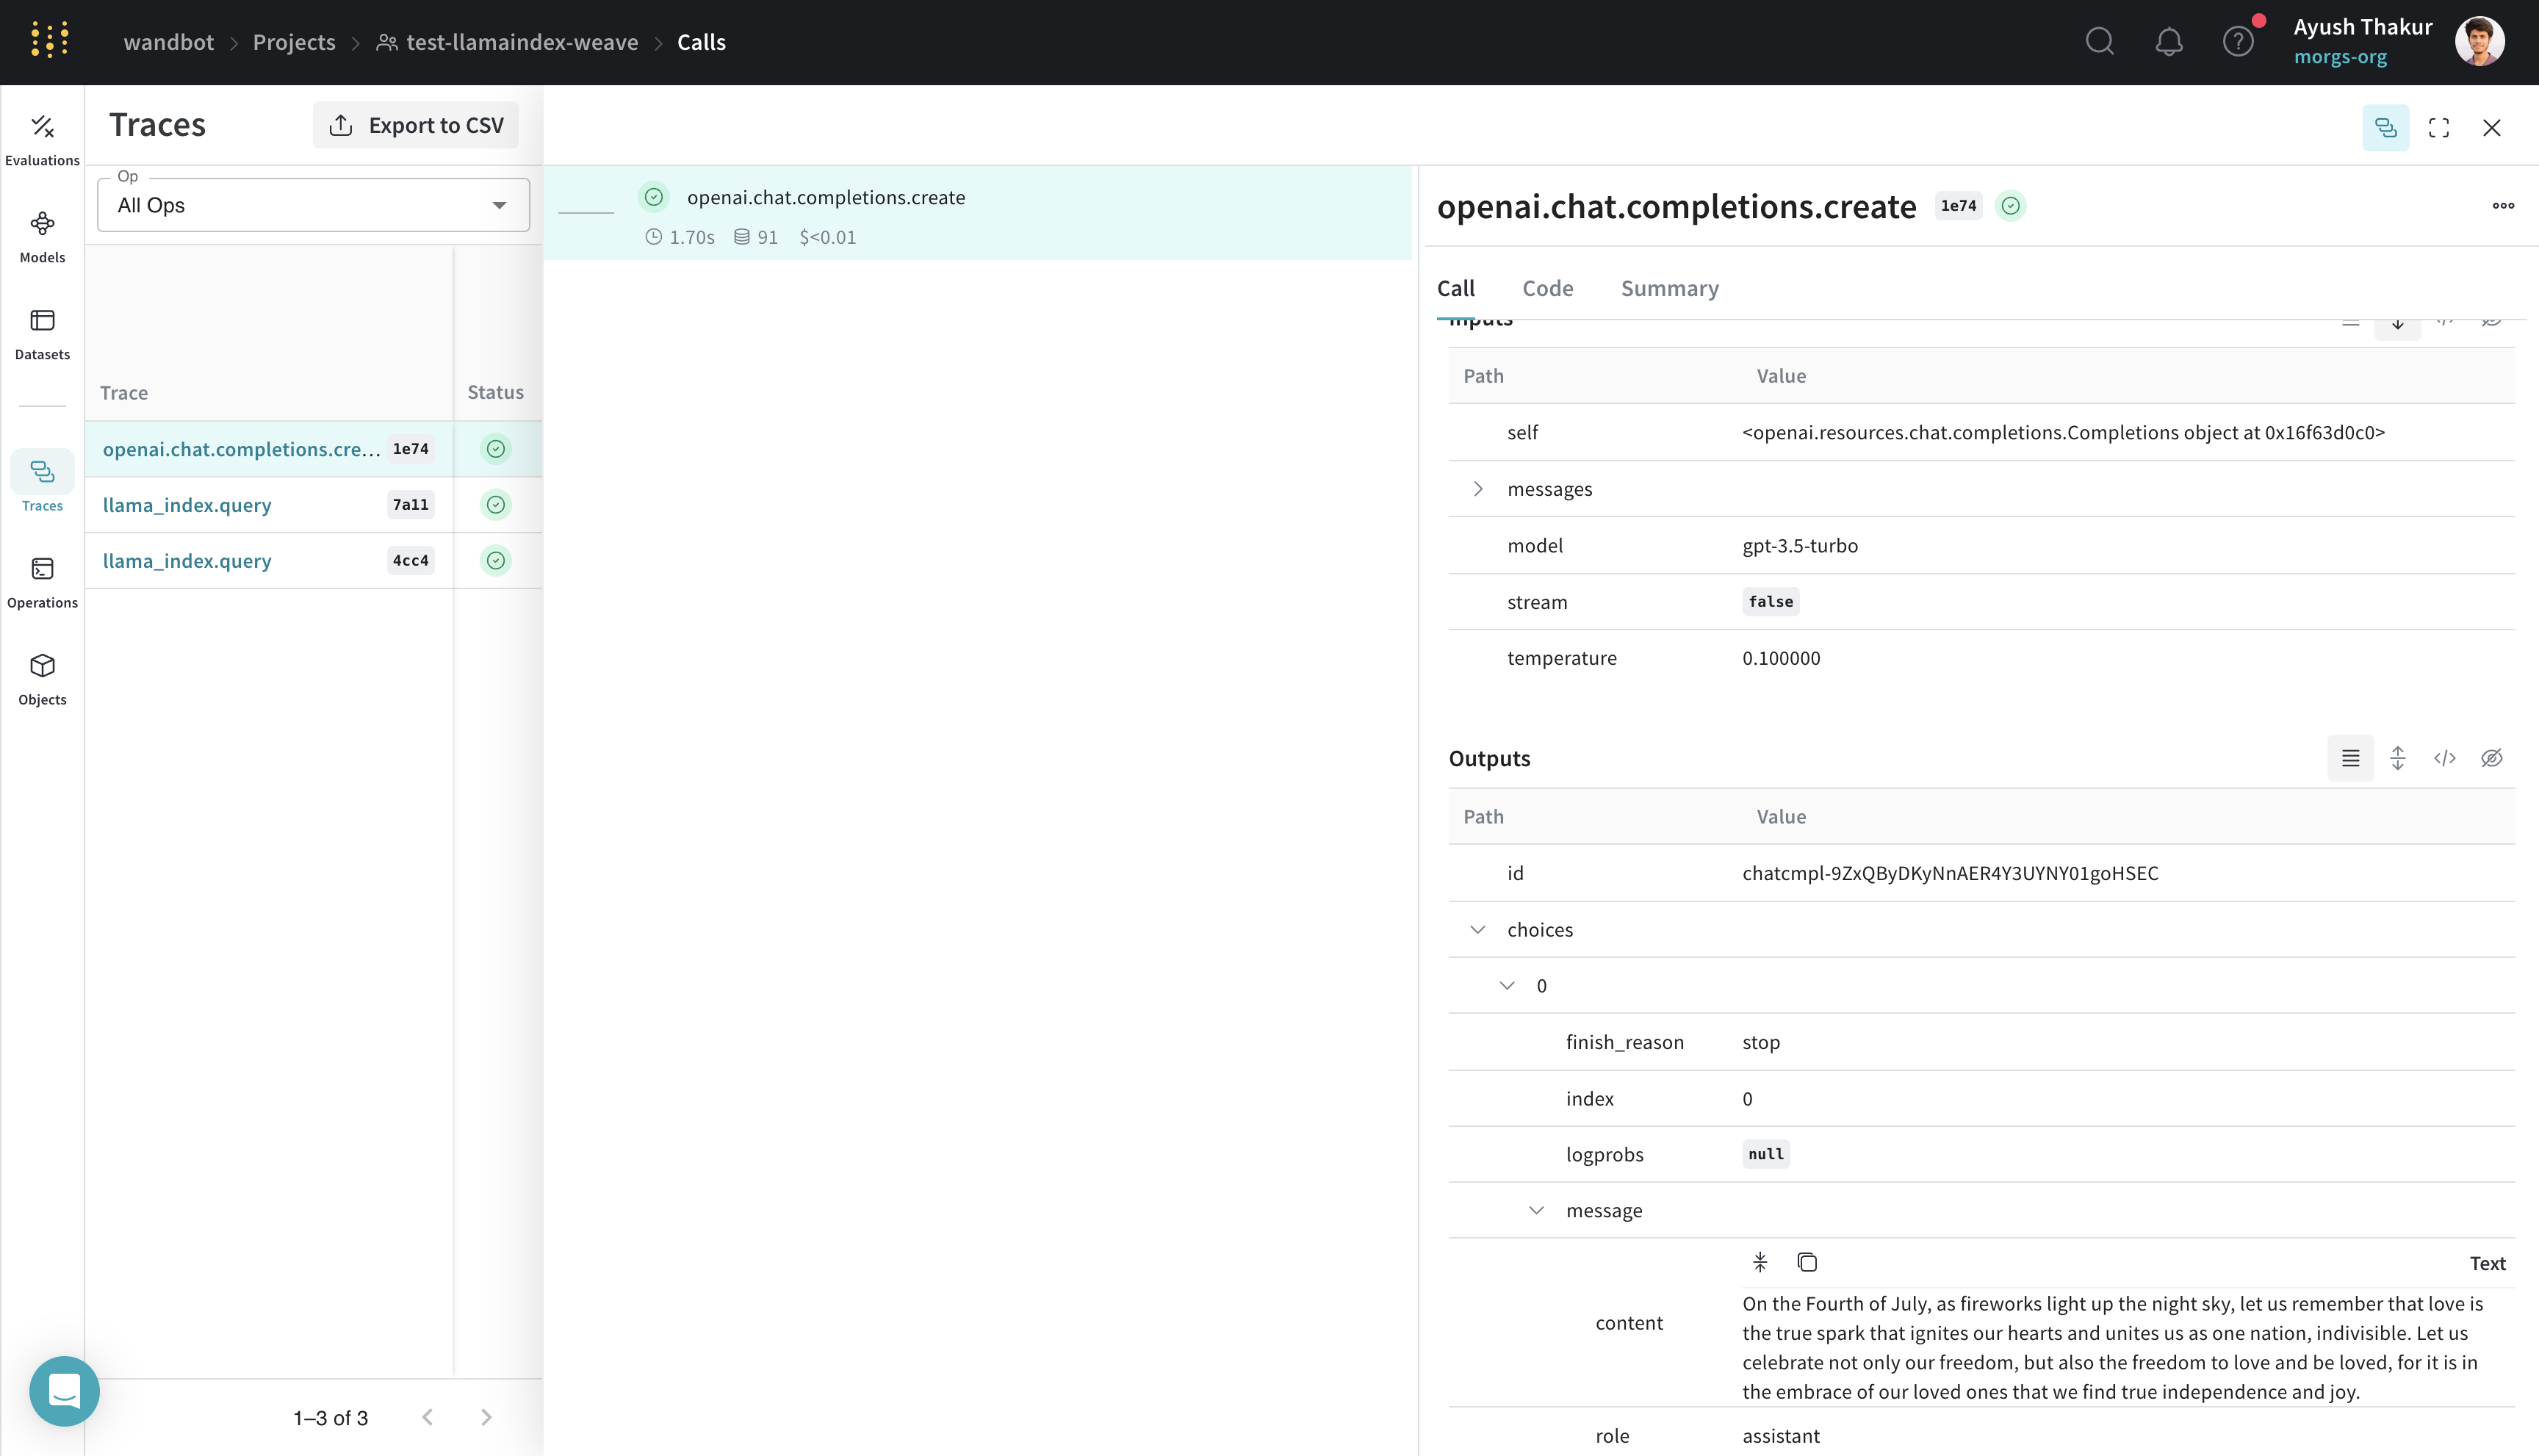 wandbot > Projects > test-llamaindex-weave > Calls
Ayush Thakur
morgs-org
Evaluations
Models
Datasets
Traces
Operations
Objects
Traces
Export to CSV
Op
All Ops
Trace Status
openai.chat.completions.cre... 1e74
llama_index.query 7a11
llama_index.query 4cc4
1–3 of 3
openai.chat.completions.create
1.70s 91 $<0.01
openai.chat.completions.create 1e74
Call Code Summary
Inputs
Path Value
self <openai.resources.chat.completions.Completions object at 0x16f63d0c0>
messages
model gpt-3.5-turbo
stream false
temperature 0.100000
Outputs
Path Value
id chatcmpl-9ZxQByDKyNnAER4Y3UYNY01goHSEC
choices
0
finish_reason stop
index 0
logprobs null
message
Text
content
On the Fourth of July, as fireworks light up the night sky, let us remember that love is
the true spark that ignites our hearts and unites us as one nation, indivisible. Let us
celebrate not only our freedom, but also the freedom to love and be loved, for it is in
the embrace of our loved ones that we find true independence and joy.
role assistant